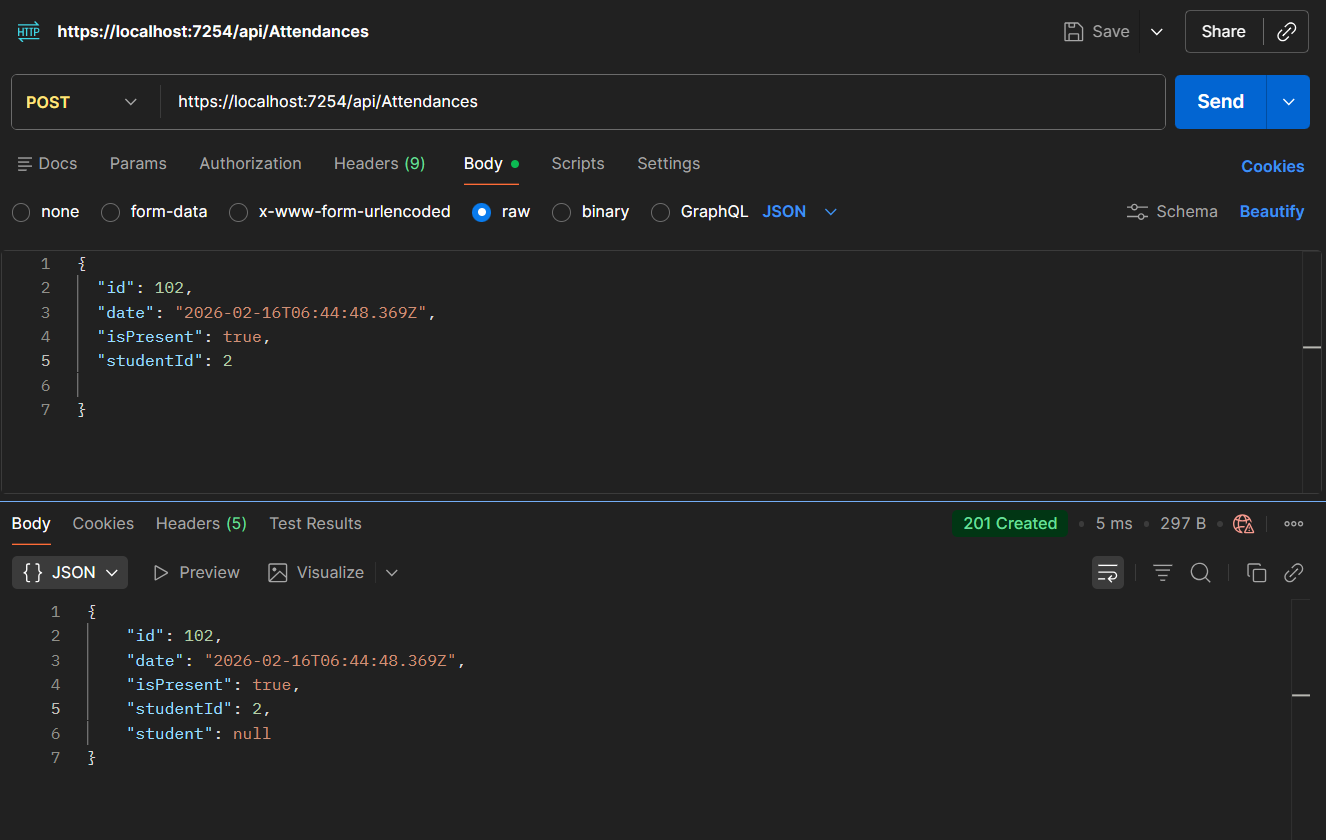 HTTP https://localhost:7254/api/Attendances Save Share
POST https://localhost:7254/api/Attendances Send
Docs Params Authorization Headers (9) Body Scripts Settings Cookies
none form-data x-www-form-urlencoded raw binary GraphQL JSON Schema Beautify
1 {
2 "id": 102,
3 "date": "2026-02-16T06:44:48.369Z",
4 "isPresent": true,
5 "studentId": 2
6
7 }
Body Cookies Headers (5) Test Results 201 Created • 5 ms • 297 B •
{} JSON Preview Visualize
1 {
2 "id": 102,
3 "date": "2026-02-16T06:44:48.369Z",
4 "isPresent": true,
5 "studentId": 2,
6 "student": null
7 }